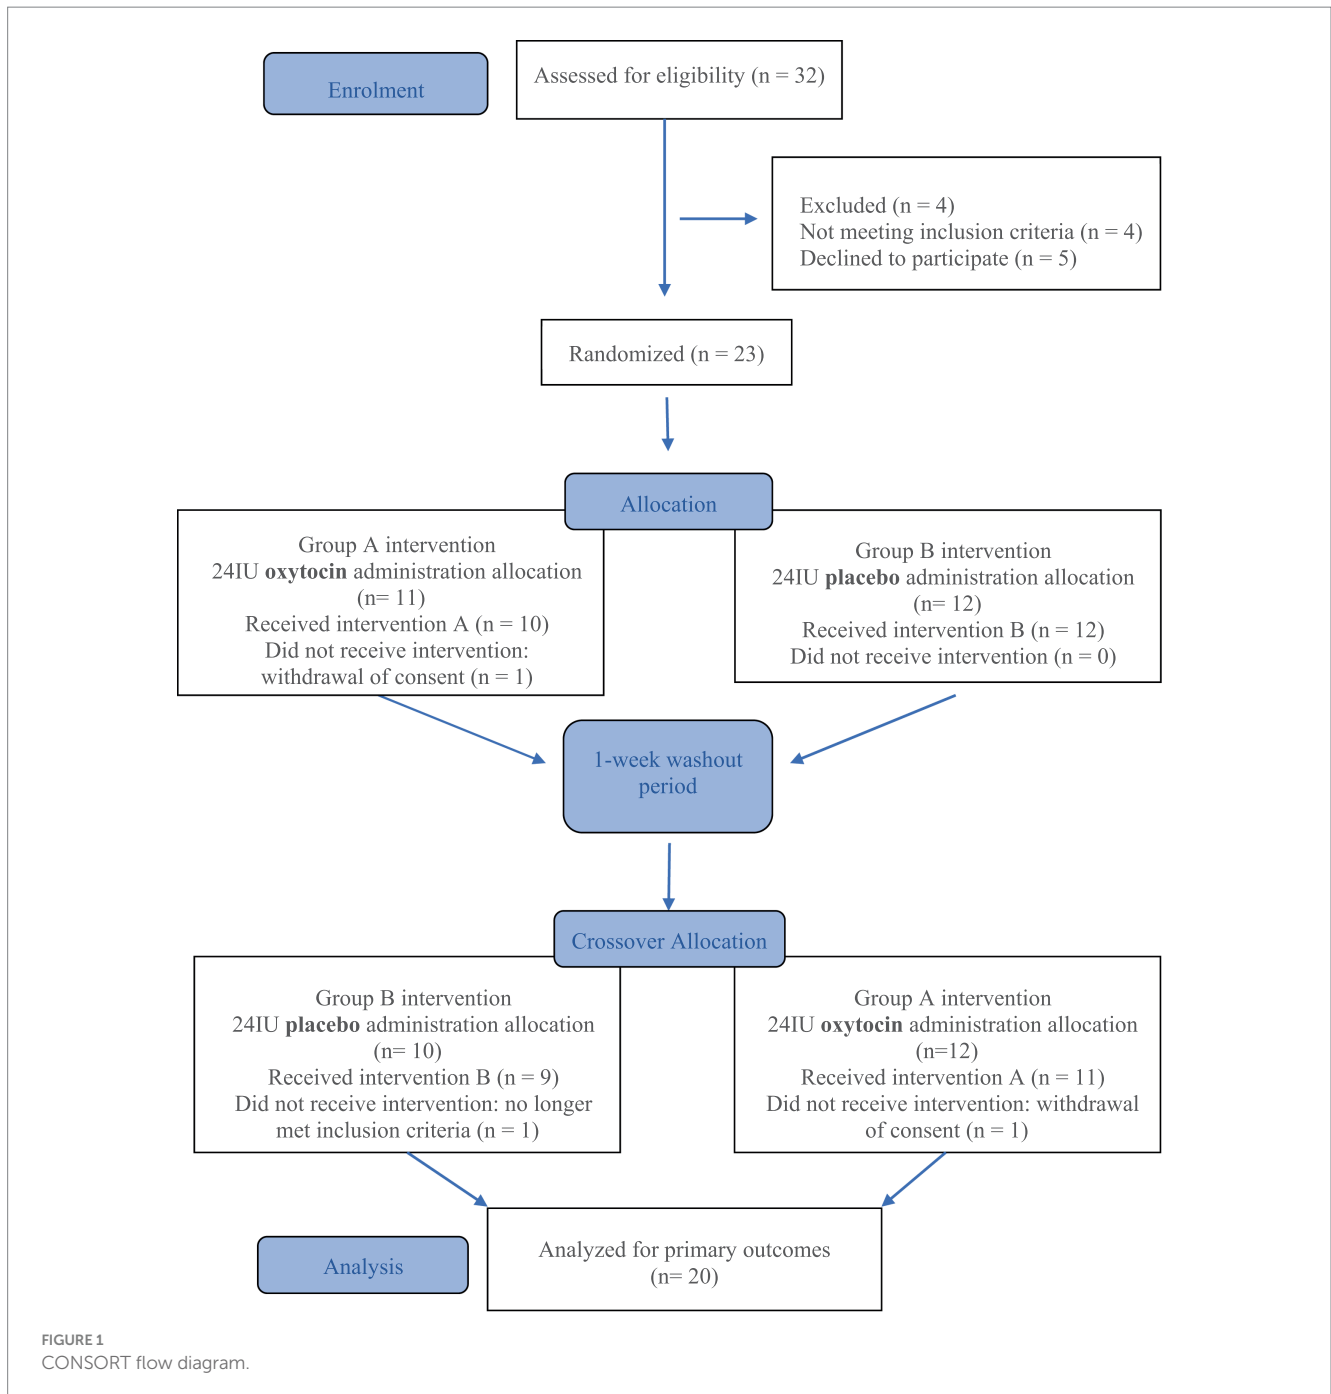 Enrolment
Assessed for eligibility (n = 32)
Excluded (n = 4)
Not meeting inclusion criteria (n = 4)
Declined to participate (n = 5)
Randomized (n = 23)
Allocation
Group A intervention
24IU oxytocin administration allocation
(n= 11)
Received intervention A (n = 10)
Did not receive intervention:
withdrawal of consent (n = 1)
Group B intervention
24IU placebo administration allocation
(n= 12)
Received intervention B (n = 12)
Did not receive intervention (n = 0)
1-week washout
period
Crossover Allocation
Group B intervention
24IU placebo administration allocation
(n= 10)
Received intervention B (n = 9)
Did not receive intervention: no longer
met inclusion criteria (n = 1)
Group A intervention
24IU oxytocin administration allocation
(n=12)
Received intervention A (n = 11)
Did not receive intervention: withdrawal
of consent (n = 1)
Analysis
Analyzed for primary outcomes
(n= 20)
FIGURE 1
CONSORT flow diagram.